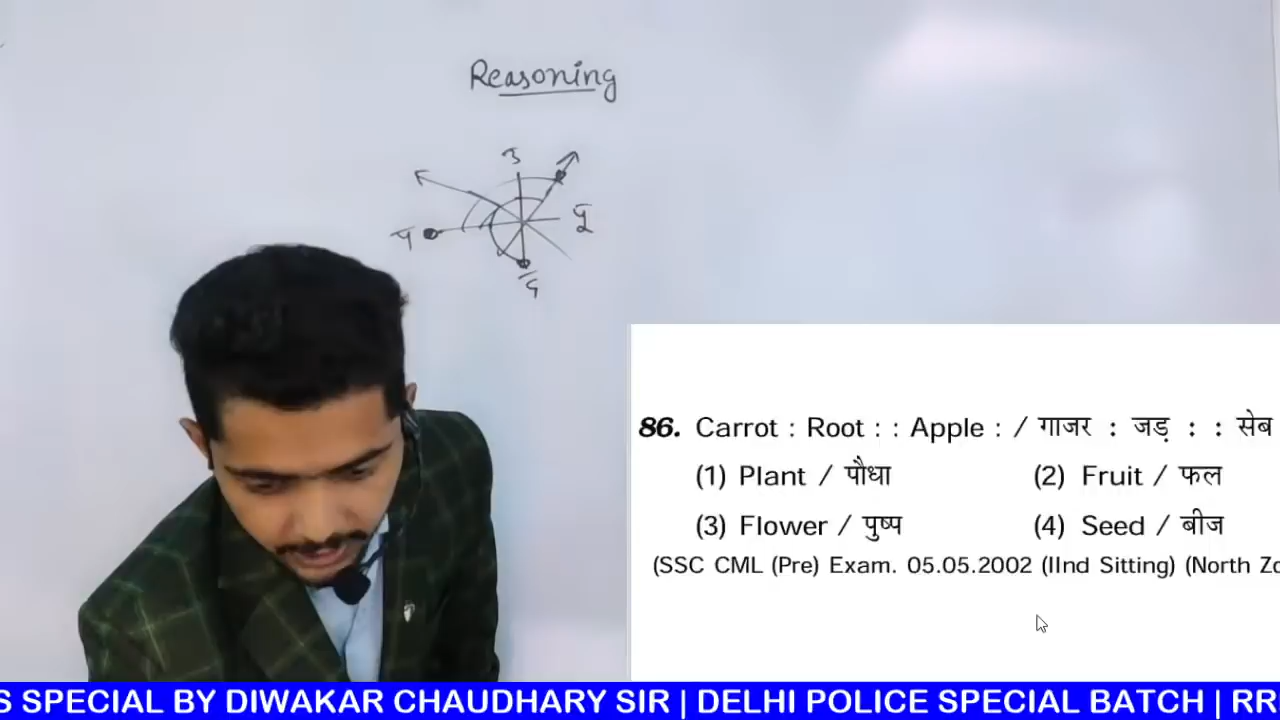 Reasoning
उ
पू
प
द
86. Carrot : Root : : Apple : / गाजर : जड़ : : सेब
(1) Plant / पौधा
(2) Fruit / फल
(3) Flower / पुष्प
(4) Seed / बीज
(SSC CML (Pre) Exam. 05.05.2002 (IInd Sitting) (North
S SPECIAL BY DIWAKAR CHAUDHARY SIR | DELHI POLICE SPECIAL BATCH | RR